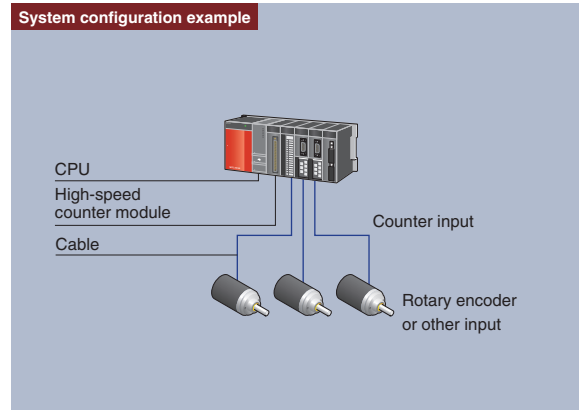 System configuration example
CPU
High-speed
counter module
Cable
Counter input
Rotary encoder
or other input